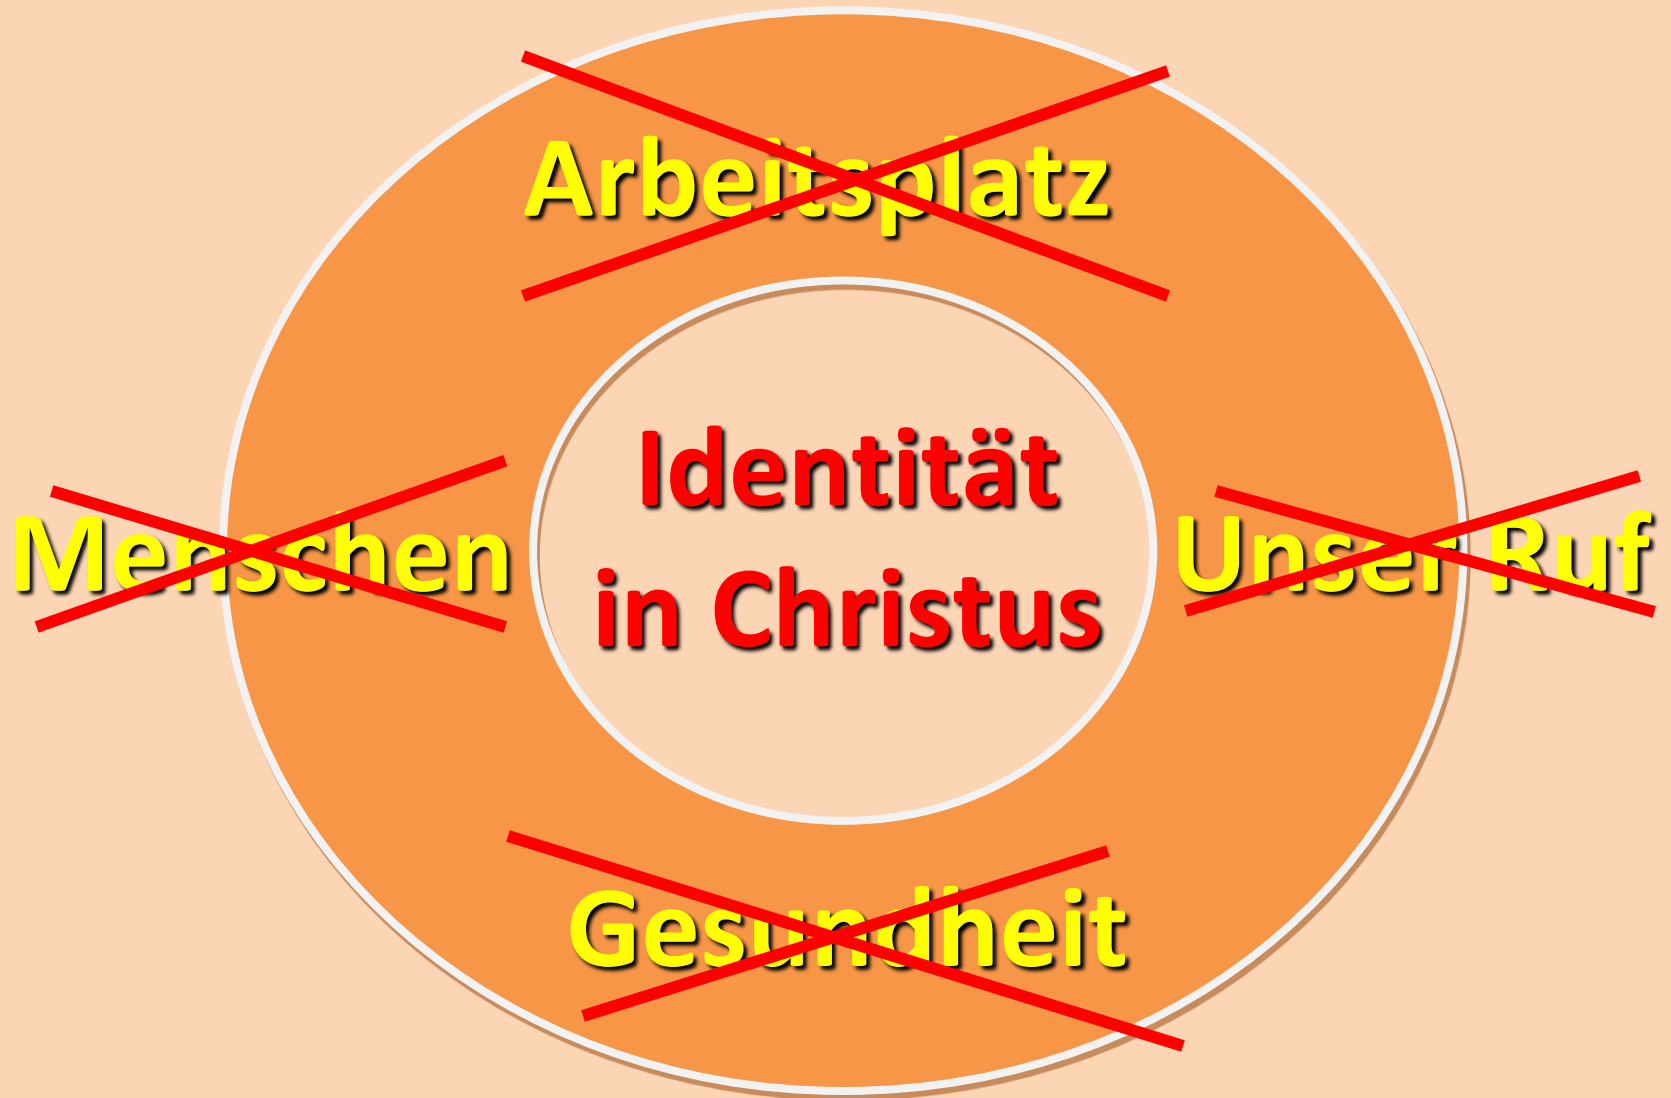 Arbeitsplatz
Identität
in Christus
Menschen
Unser Ruf
Gesundheit